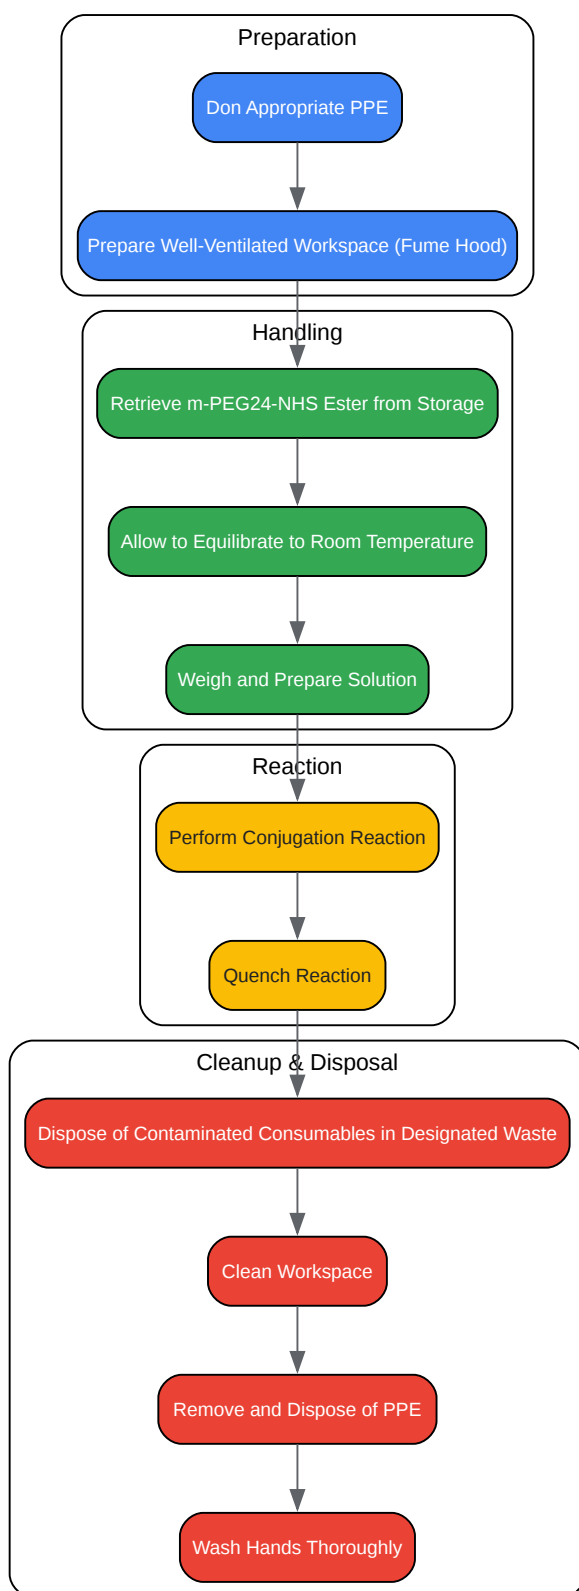 Preparation
Don Appropriate PPE
Prepare Well-Ventilated Workspace (Fume Hood)
Handling
Retrieve m-PEG24-NHS Ester from Storage
Allow to Equilibrate to Room Temperature
Weigh and Prepare Solution
Reaction
Perform Conjugation Reaction
Quench Reaction
Cleanup & Disposal
Dispose of Contaminated Consumables in Designated Waste
Clean Workspace
Remove and Dispose of PPE
Wash Hands Thoroughly